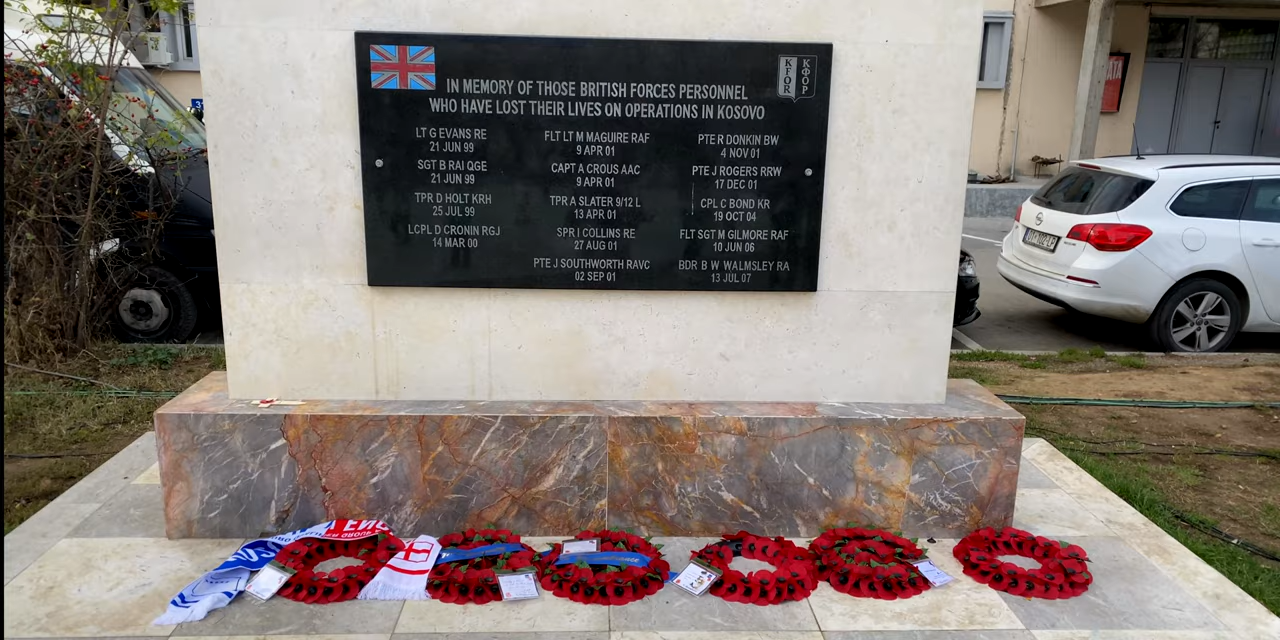 IN MEMORY OF THOSE BRITISH FORCES PERSONNEL
WHO HAVE LOST THEIR LIVES ON OPERATIONS IN KOSOVO
KFOR
КФОР
LT G EVANS RE
21 JUN 99
SGT B RAI QGE
21 JUN 99
TPR D HOLT KRH
25 JUL 99
LCPL D CRONIN RGJ
14 MAR 00
FLT LT M MAGUIRE RAF
9 APR 01
CAPT A CROUS AAC
9 APR 01
TPR A SLATER 9/12 L
13 APR 01
SPR I COLLINS RE
27 AUG 01
PTE J SOUTHWORTH RAVC
02 SEP 01
PTE R DONKIN BW
4 NOV 01
PTE J ROGERS RRW
17 DEC 01
CPL C BOND KR
19 OCT 04
FLT SGT M GILMORE RAF
10 JUN 06
BDR B W WALMSLEY RA
13 JUL 07